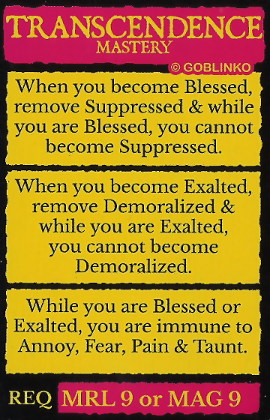 TRANSCENDENCE
MASTERY
© GOBLINKO
When you become Blessed,
remove Suppressed & while
you are Blessed, you cannot
become Suppressed.
When you become Exalted,
remove Demoralized &
while you are Exalted,
you cannot become
Demoralized.
While you are Blessed or
Exalted, you are immune to
Annoy, Fear, Pain & Taunt.
REQ MRL 9 or MAG 9